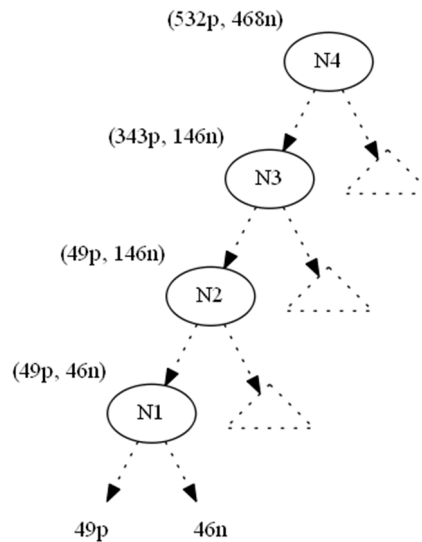 (532p, 468n)
N4
(343p, 146n)
N3
(49p, 146n)
N2
(49p, 46n)
N1
49p 46n